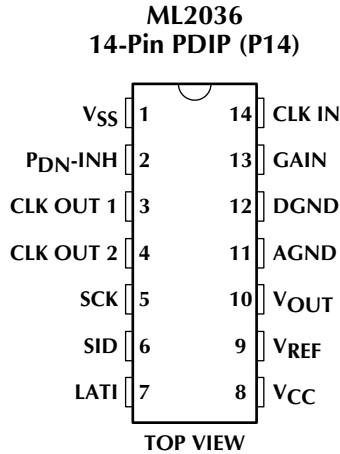 ML2036
14-Pin PDIP (P14)
VSS 1 14 CLK IN
PDN-INH 2 13 GAIN
CLK OUT 1 3 12 DGND
CLK OUT 2 4 11 AGND
SCK 5 10 VOUT
SID 6 9 VREF
LATI 7 8 VCC
TOP VIEW